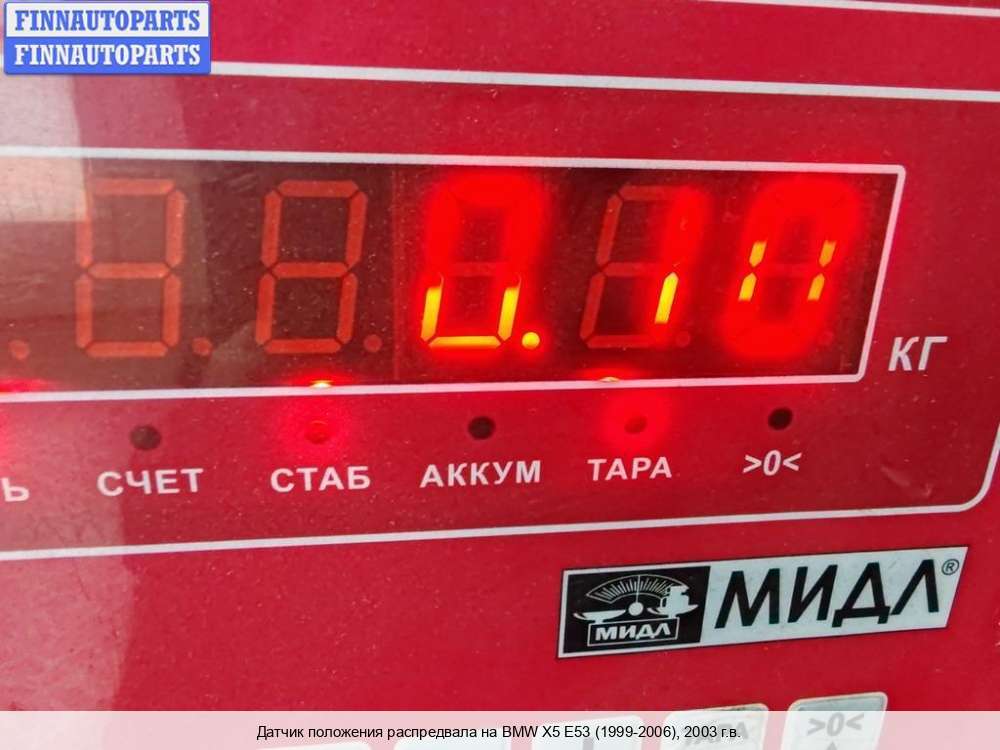 FINNAUTOPARTS
FINNAUTOPARTS
КГ
СЧЕТ СТАБ АККУМ ТАРА >0<
МИДЛ МИДЛ®
>0<
Датчик положения распредвала на BMW X5 E53 (1999-2006), 2003 г.в.